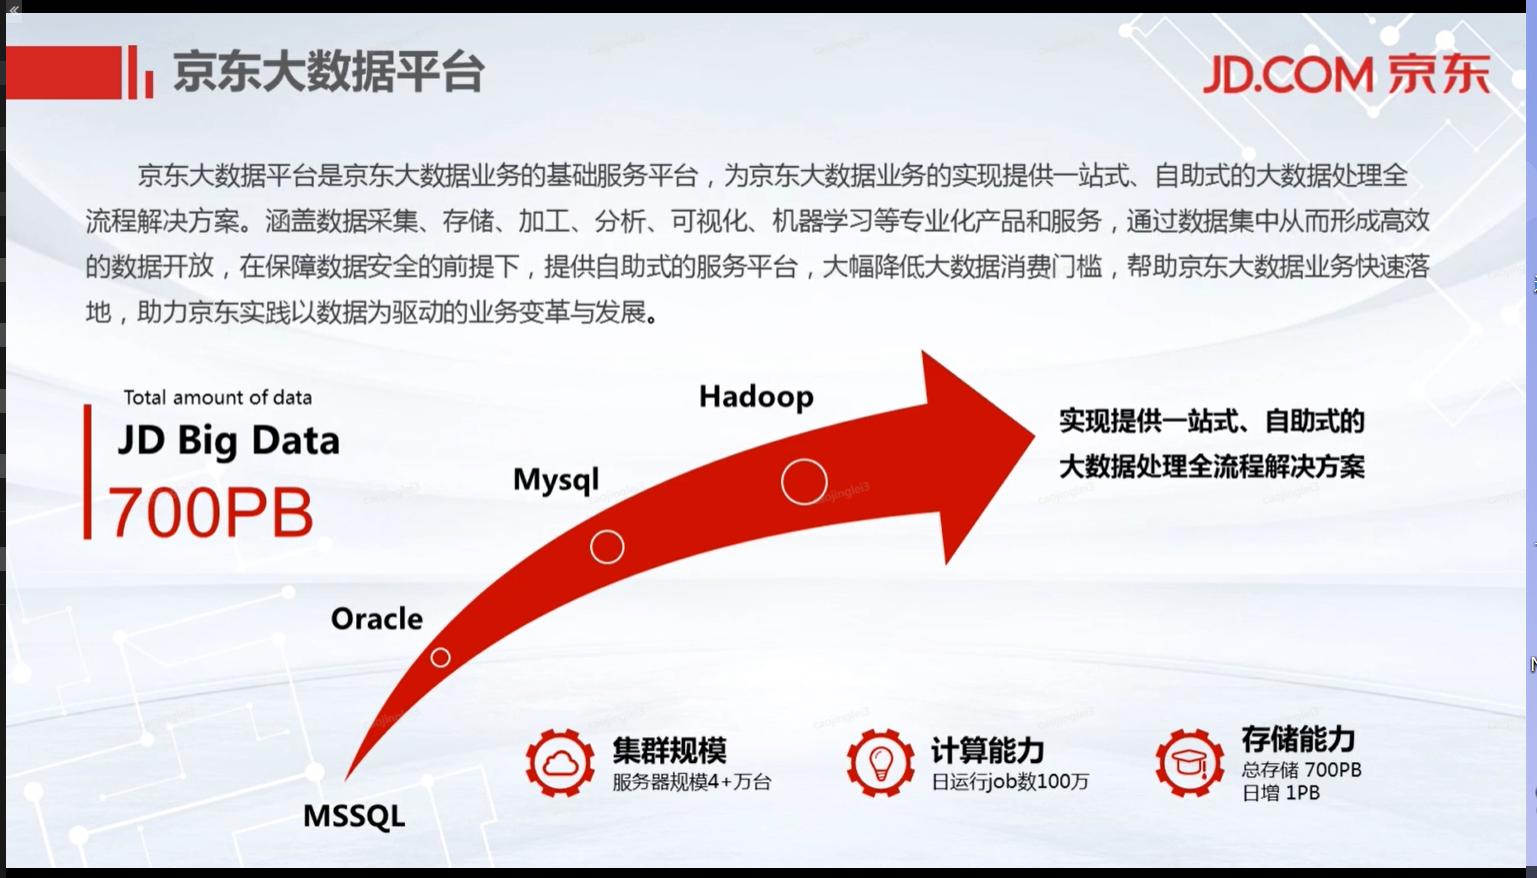 京东大数据平台
JD.COM 京东
京东大数据平台是京东大数据业务的基础服务平台，为京东大数据业务的实现提供一站式、自助式的大数据处理全
流程解决方案。涵盖数据采集、存储、加工、分析、可视化、机器学习等专业化产品和服务，通过数据集中从而形成高效
的数据开放，在保障数据安全的前提下，提供自助式的服务平台，大幅降低大数据消费门槛，帮助京东大数据业务快速落
地，助力京东实践以数据为驱动的业务变革与发展。
Total amount of data
JD Big Data
700PB
Hadoop
Mysql
Oracle
MSSQL
实现提供一站式、自助式的
大数据处理全流程解决方案
集群规模
服务器规模4+万台
计算能力
日运行job数100万
存储能力
总存储 700PB
日增 1PB
caojinglei3